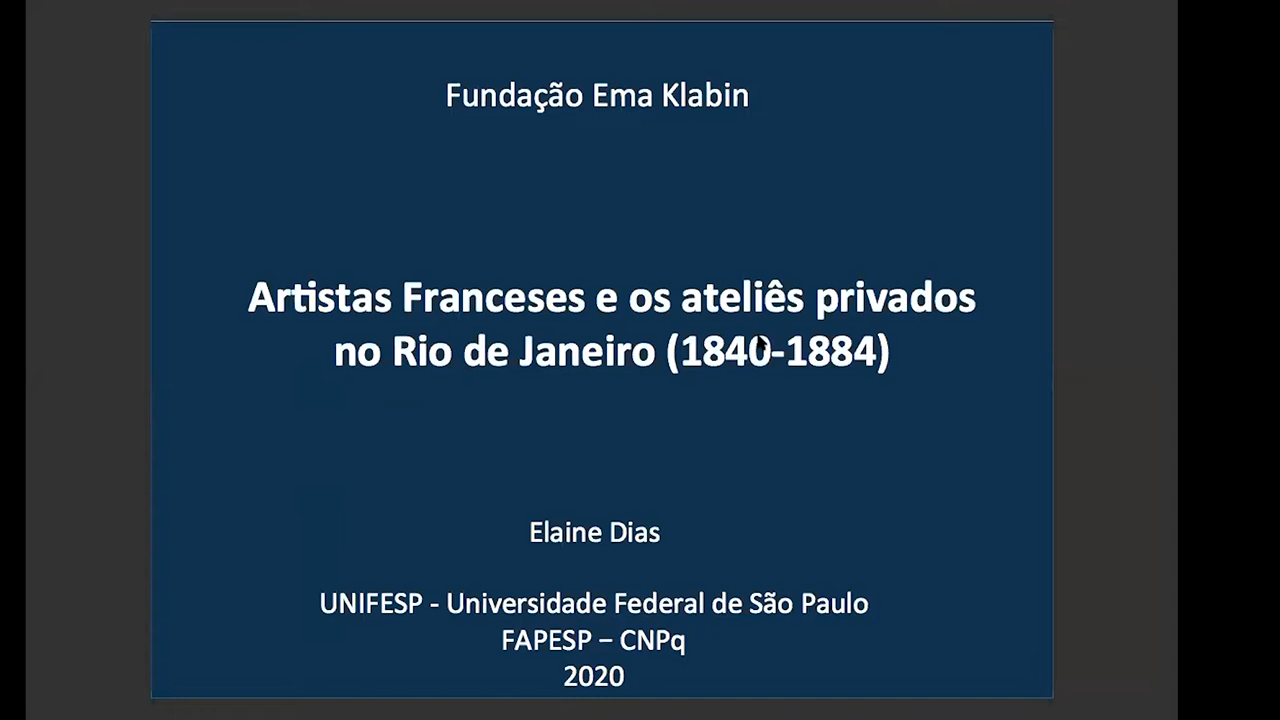 Fundação Ema Klabin
Artistas Franceses e os ateliês privados
no Rio de Janeiro (1840-1884)
Elaine Dias
UNIFESP - Universidade Federal de São Paulo
FAPESP – CNPq
2020